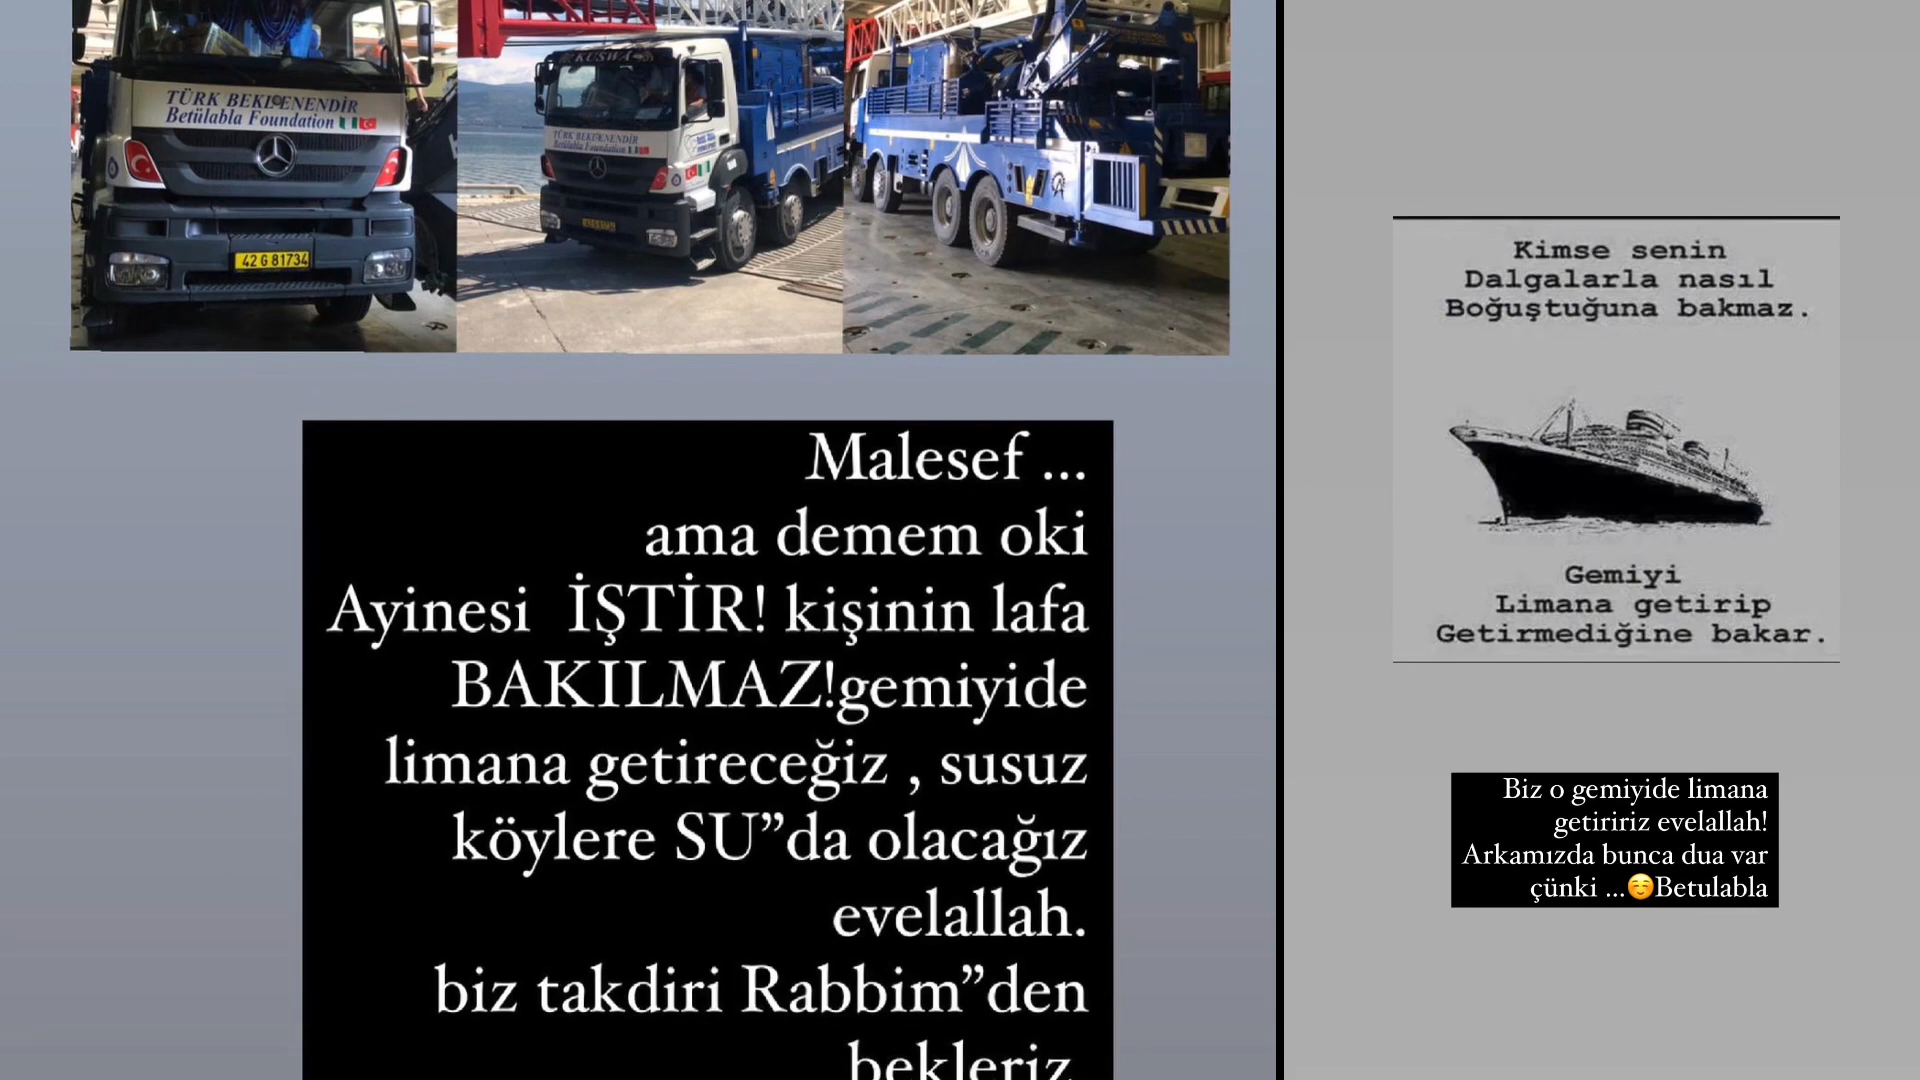 TÜRK BEKLENENDİR
Betülabla Foundation
42 G 81734
KUSWA
TÜRK BEKLENENDİR
Betülabla Foundation
Malesef ...
ama demem oki
Ayinesi İŞTİR! kişinin lafa
BAKILMAZ!gemiyide
limana getireceğiz , susuz
köylere SU”da olacağız
evelallah.
biz takdiri Rabbim”den
bekleriz.
Kimse senin
Dalgalarla nasıl
Boğuştuğuna bakmaz.
Gemiyi
Limana getirip
Getirmediğine bakar.
Biz o gemiyide limana
getiririz evelallah!
Arkamızda bunca dua var
çünki ...☺️Betulabla